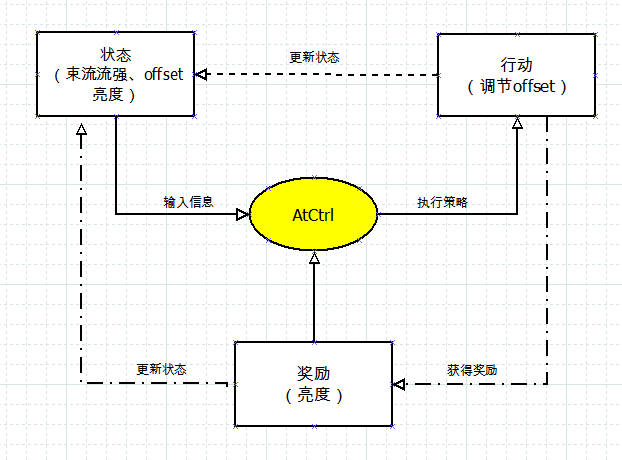 状态
（束流流强、offset
亮度）
更新状态
行动
（调节offset）
输入信息
AtCtrl
执行策略
更新状态
奖励
（亮度）
获得奖励